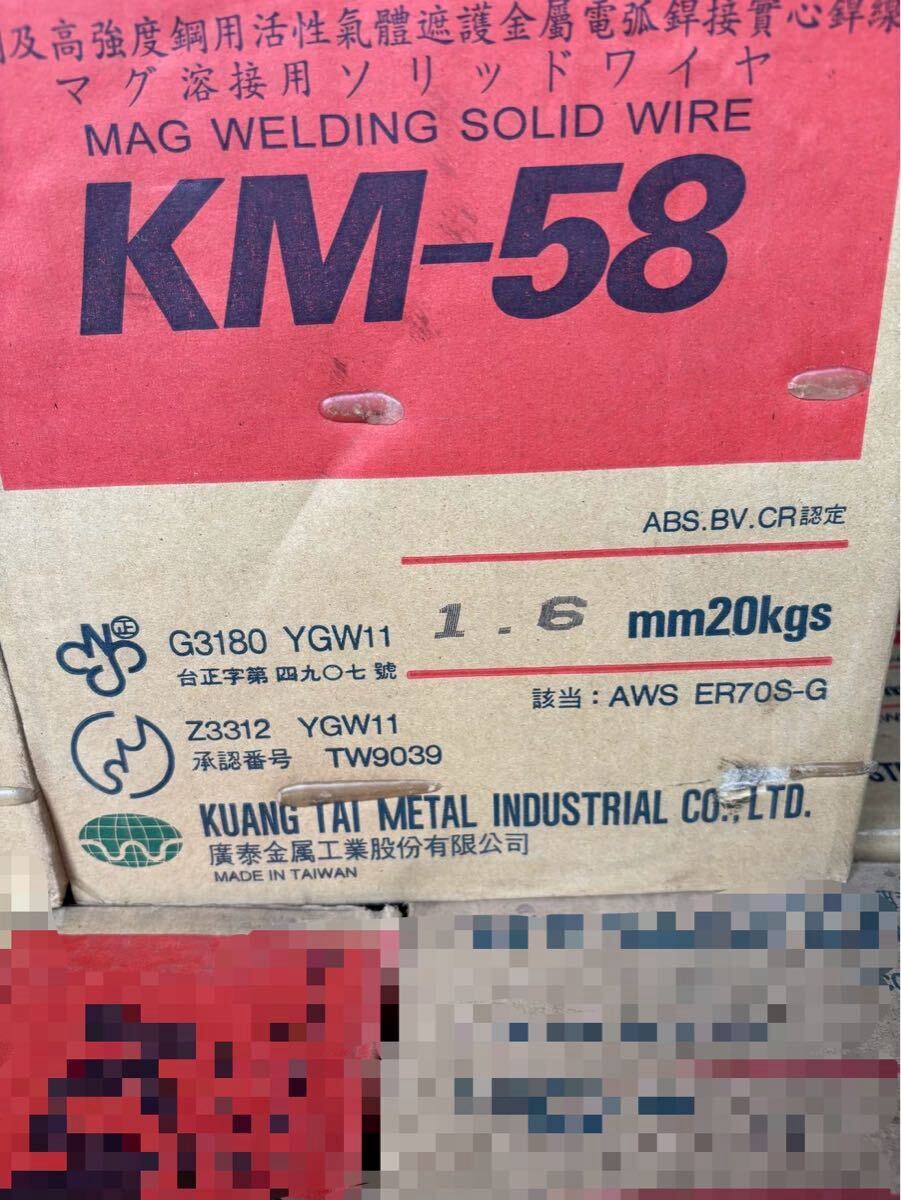 及高強度鋼用活性氣體遮護金屬電弧銲接實心銲線
マグ溶接用ソリッドワイヤ
MAG WELDING SOLID WIRE
KM-58
ABS.BV.CR認定
1.6 mm20kgs
正
G3180 YGW11
台正字第四九〇七號
該当：AWS ER70S-G
Z3312 YGW11
承認番号 TW9039
KUANG TAI METAL INDUSTRIAL CO., LTD.
廣泰金属工業股份有限公司
MADE IN TAIWAN